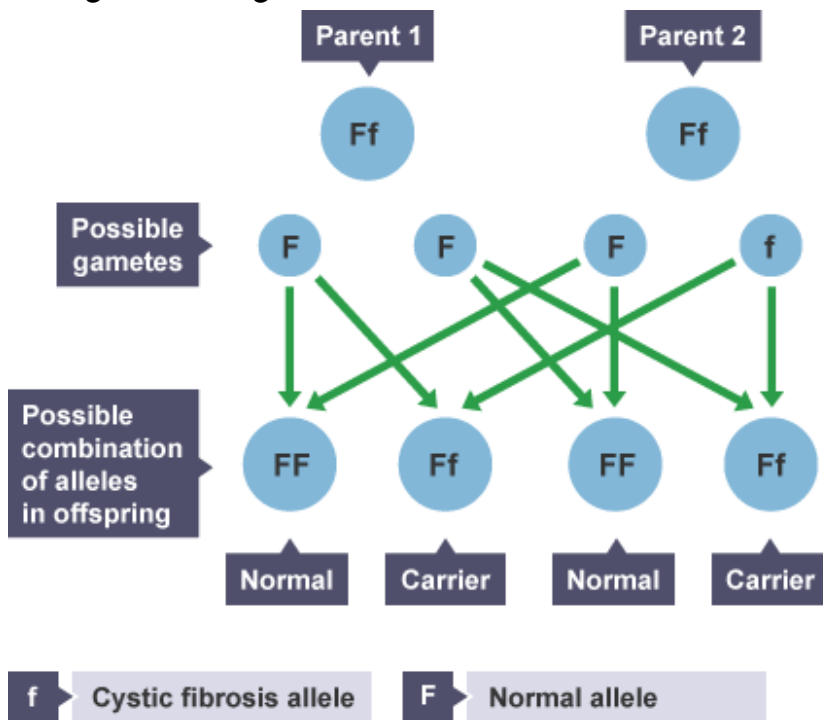 Parent 1
Parent 2
Ff
Ff
Possible
gametes
F
F
F
f
Possible
combination
of alleles
in offspring
FF
Ff
FF
Ff
Normal
Carrier
Normal
Carrier
f
Cystic fibrosis allele
F
Normal allele